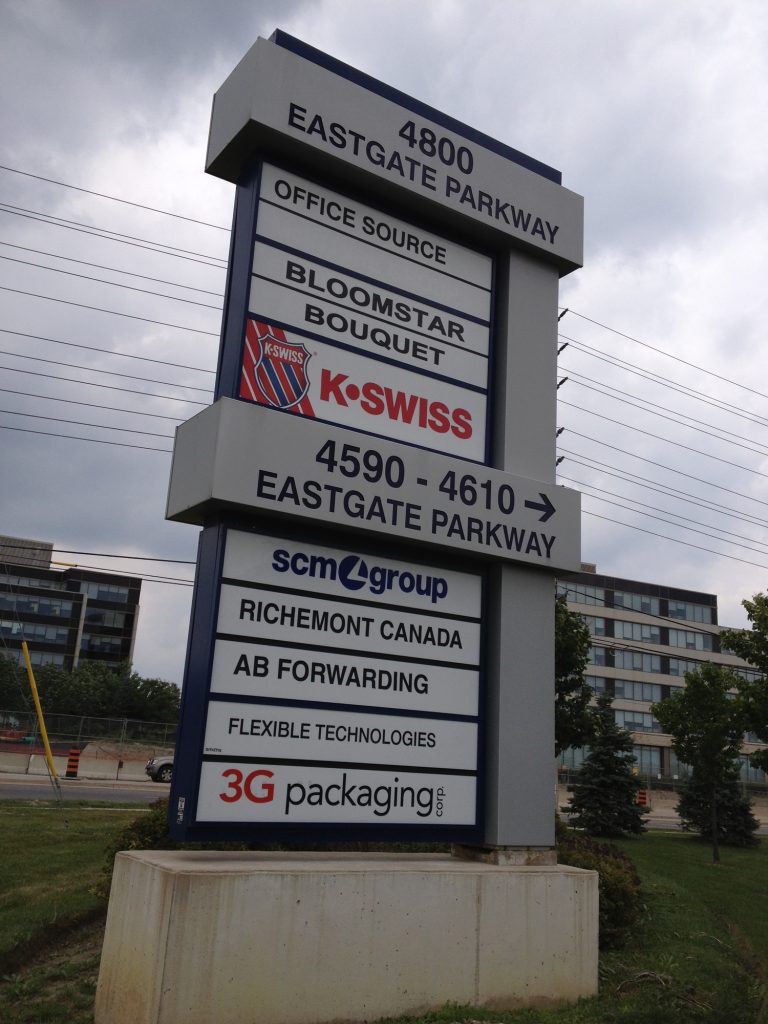 4800
EASTGATE PARKWAY
OFFICE SOURCE
BLOOMSTAR
BOUQUET
K-SWISS
K•SWISS
4590 - 4610 →
EASTGATE PARKWAY
scm group
RICHEMONT CANADA
AB FORWARDING
FLEXIBLE TECHNOLOGIES
3G packaging corp.